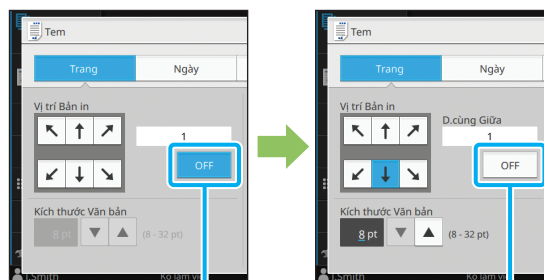 Tem
Trang Ngày
Vị trí Bản in
1
OFF
Kích thước Văn bản
8 pt (8 - 32 pt)
J.Smith
Tem
Trang Ngày
Vị trí Bản in
D.cùng Giữa
1
OFF
Kích thước Văn bản
8 pt (8 - 32 pt)
J.Smith